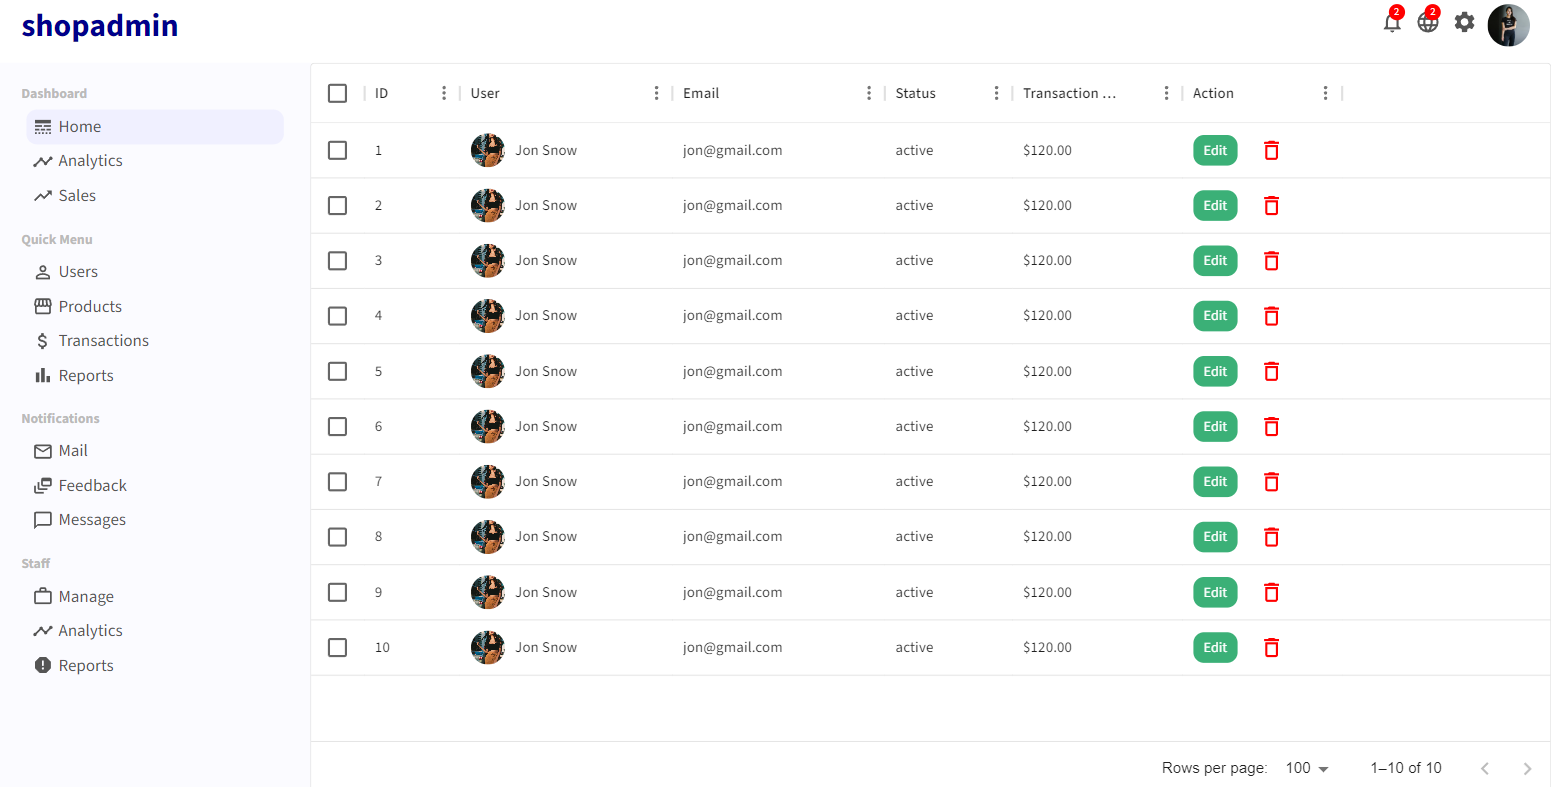 shopadmin
2
2
Dashboard
Home
Analytics
Sales
Quick Menu
Users
Products
Transactions
Reports
Notifications
Mail
Feedback
Messages
Staff
Manage
Analytics
Reports
ID User Email Status Transaction ... Action
1 Jon Snow jon@gmail.com active $120.00 Edit
2 Jon Snow jon@gmail.com active $120.00 Edit
3 Jon Snow jon@gmail.com active $120.00 Edit
4 Jon Snow jon@gmail.com active $120.00 Edit
5 Jon Snow jon@gmail.com active $120.00 Edit
6 Jon Snow jon@gmail.com active $120.00 Edit
7 Jon Snow jon@gmail.com active $120.00 Edit
8 Jon Snow jon@gmail.com active $120.00 Edit
9 Jon Snow jon@gmail.com active $120.00 Edit
10 Jon Snow jon@gmail.com active $120.00 Edit
Rows per page: 100 1–10 of 10